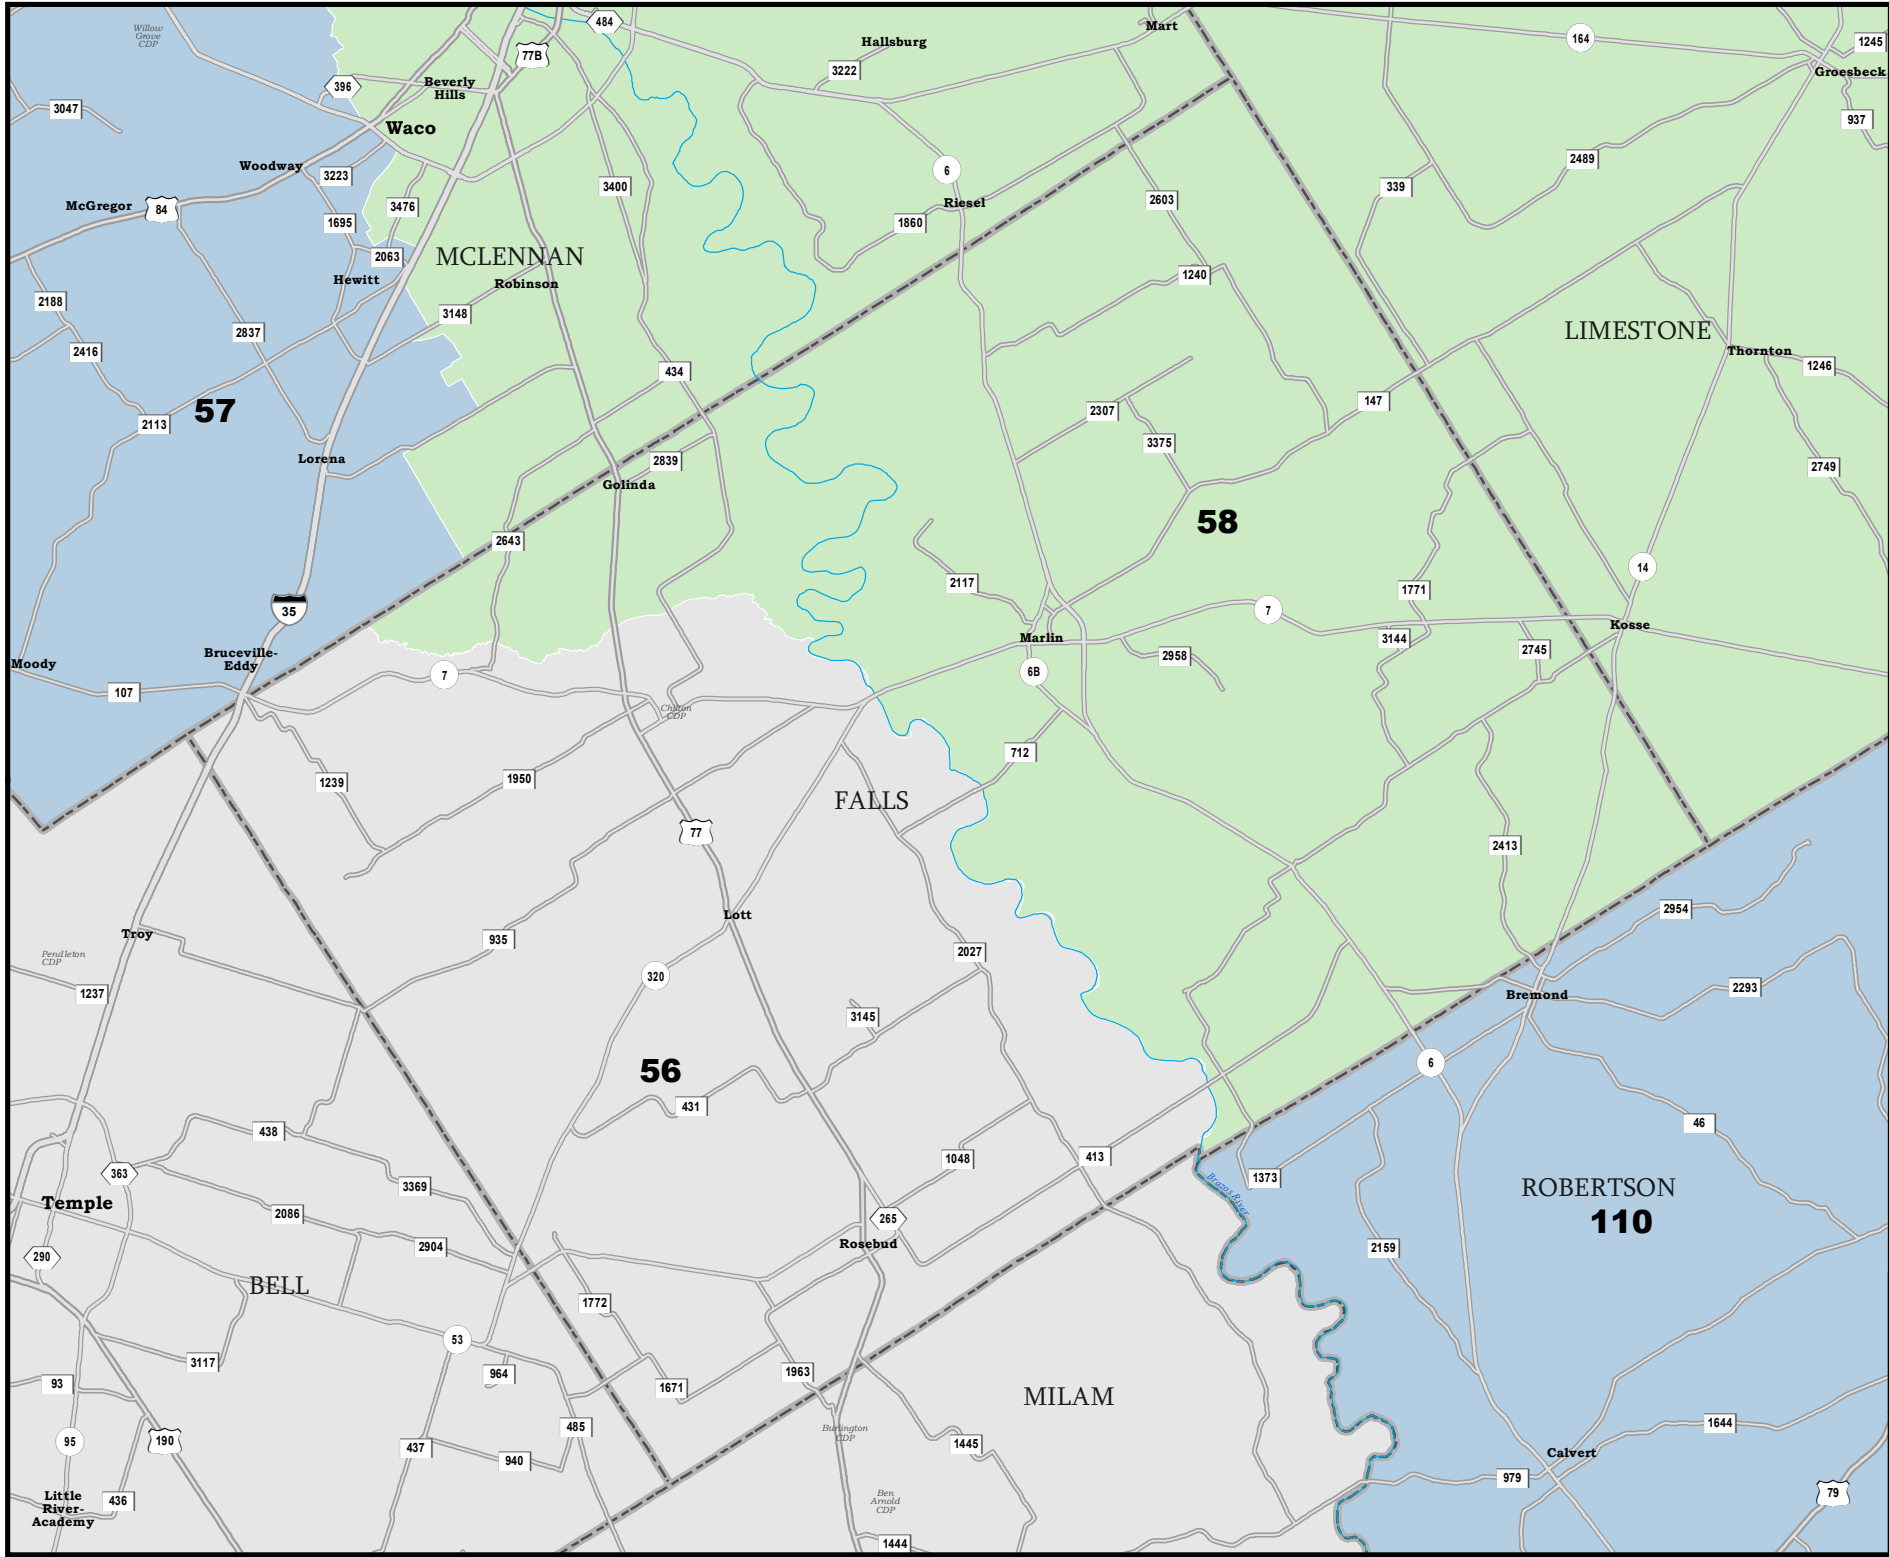 Willow
Grove
CDP
484
Mart
164
1245
77B
Hallsburg
3222
Groesbeck
396
Beverly
Hills
3047
937
Waco
2489
Woodway
3223
6
3400
339
McGregor
84
3476
Riesel
2603
1695
1860
MCLENNAN
2063
Hewitt
Robinson
1240
2188
3148
2837
LIMESTONE
2416
Thornton
434
1246
57
147
2307
2113
3375
Lorena
2839
2749
Golinda
58
2643
14
2117
1771
35
7
Kosse
Marlin
3144
Bruceville-
Eddy
2745
Moody
2958
7
6B
107
Chilton
CDP
712
1950
1239
FALLS
77
2413
2954
Lott
Troy
935
2027
Pendleton
CDP
320
2293
1237
Bremond
3145
6
56
431
46
438
413
1048
363
1373
3369
Brazos River
ROBERTSON
Temple
110
2086
265
2904
2159
Rosebud
290
BELL
1772
53
3117
964
1963
93
1671
MILAM
485
Burlington
CDP
1644
95
190
437
1445
Calvert
940
979
Little
River-
Academy
436
Ben
Arnold
CDP
79
1444